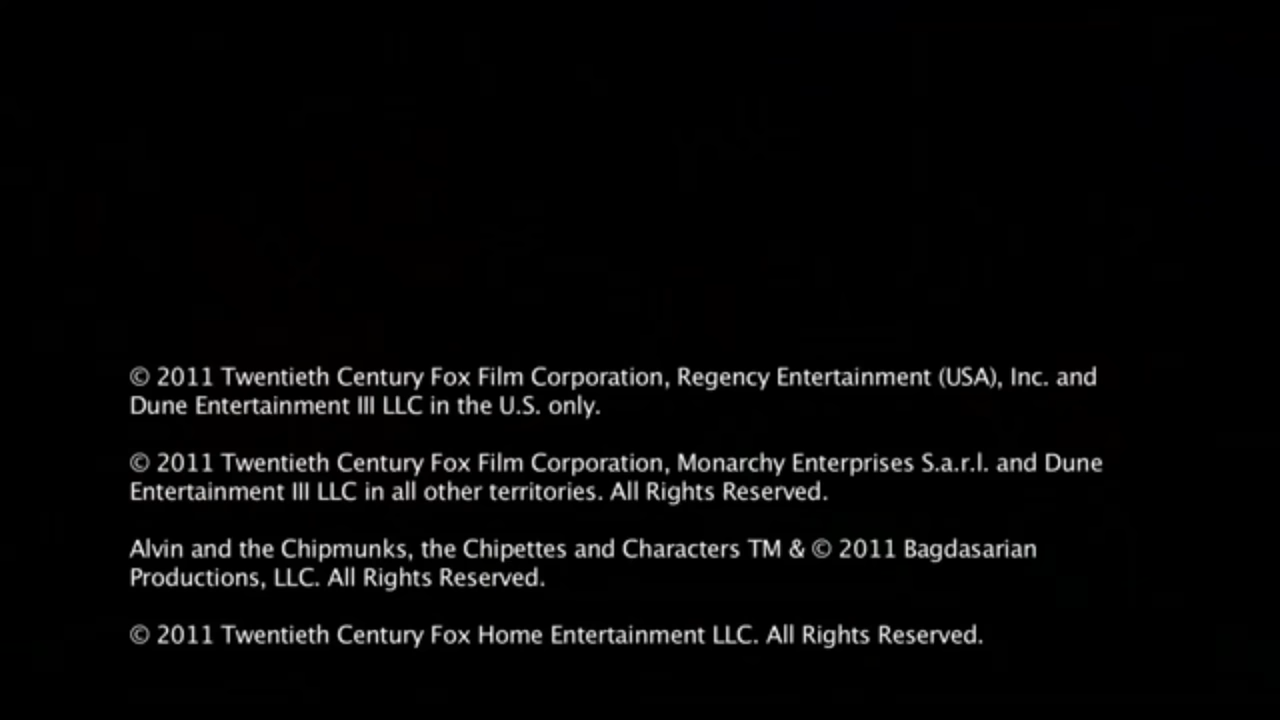 © 2011 Twentieth Century Fox Film Corporation, Regency Entertainment (USA), Inc. and
Dune Entertainment III LLC in the U.S. only.
© 2011 Twentieth Century Fox Film Corporation, Monarchy Enterprises S.a.r.l. and Dune
Entertainment III LLC in all other territories. All Rights Reserved.
Alvin and the Chipmunks, the Chipettes and Characters TM & © 2011 Bagdasarian
Productions, LLC. All Rights Reserved.
© 2011 Twentieth Century Fox Home Entertainment LLC. All Rights Reserved.